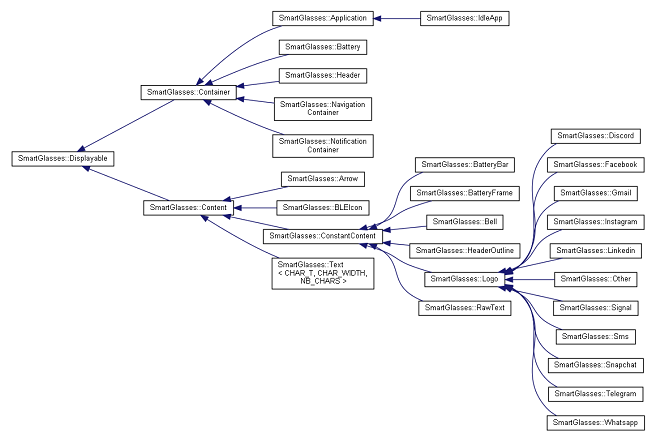 SmartGlasses::Application
SmartGlasses::IdleApp
SmartGlasses::Battery
SmartGlasses::Header
SmartGlasses::Container
SmartGlasses::Navigation
Container
SmartGlasses::Notification
Container
SmartGlasses::Displayable
SmartGlasses::Arrow
SmartGlasses::Content
SmartGlasses::BLEIcon
SmartGlasses::ConstantContent
SmartGlasses::Text
< CHAR_T, CHAR_WIDTH,
NB_CHARS >
SmartGlasses::BatteryBar
SmartGlasses::BatteryFrame
SmartGlasses::Bell
SmartGlasses::HeaderOutline
SmartGlasses::Logo
SmartGlasses::RawText
SmartGlasses::Discord
SmartGlasses::Facebook
SmartGlasses::Gmail
SmartGlasses::Instagram
SmartGlasses::Linkedin
SmartGlasses::Other
SmartGlasses::Signal
SmartGlasses::Sms
SmartGlasses::Snapchat
SmartGlasses::Telegram
SmartGlasses::Whatsapp